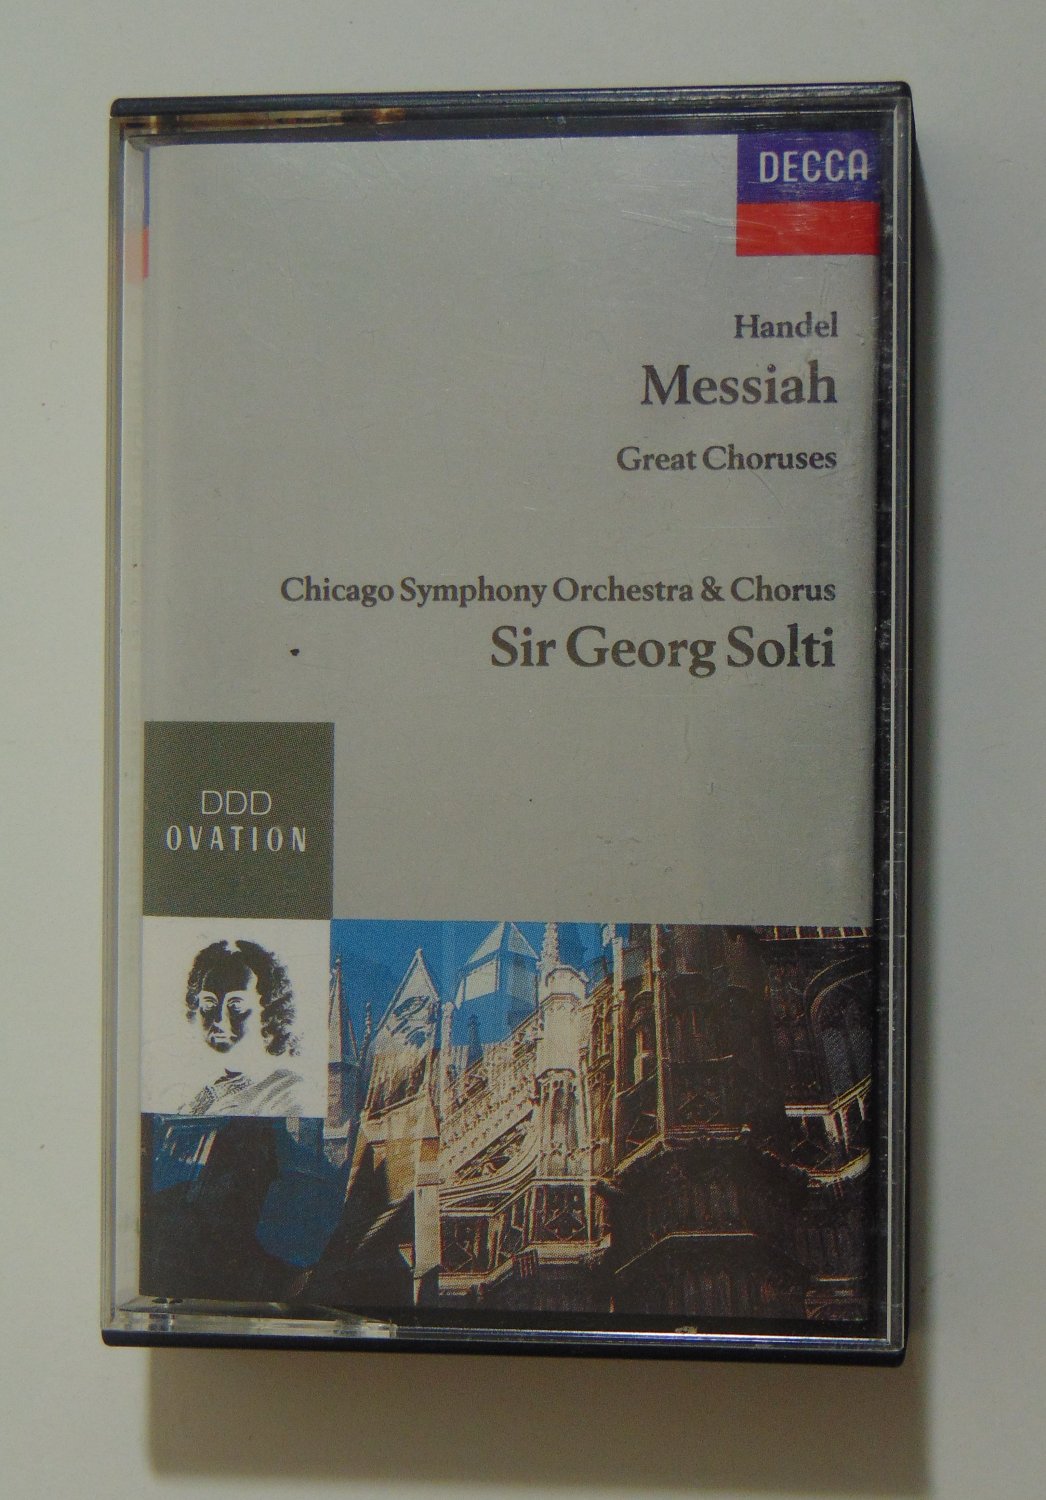 DECCA
Handel
Messiah
Great Choruses
Chicago Symphony Orchestra & Chorus
Sir Georg Solti
DDD
OVATION